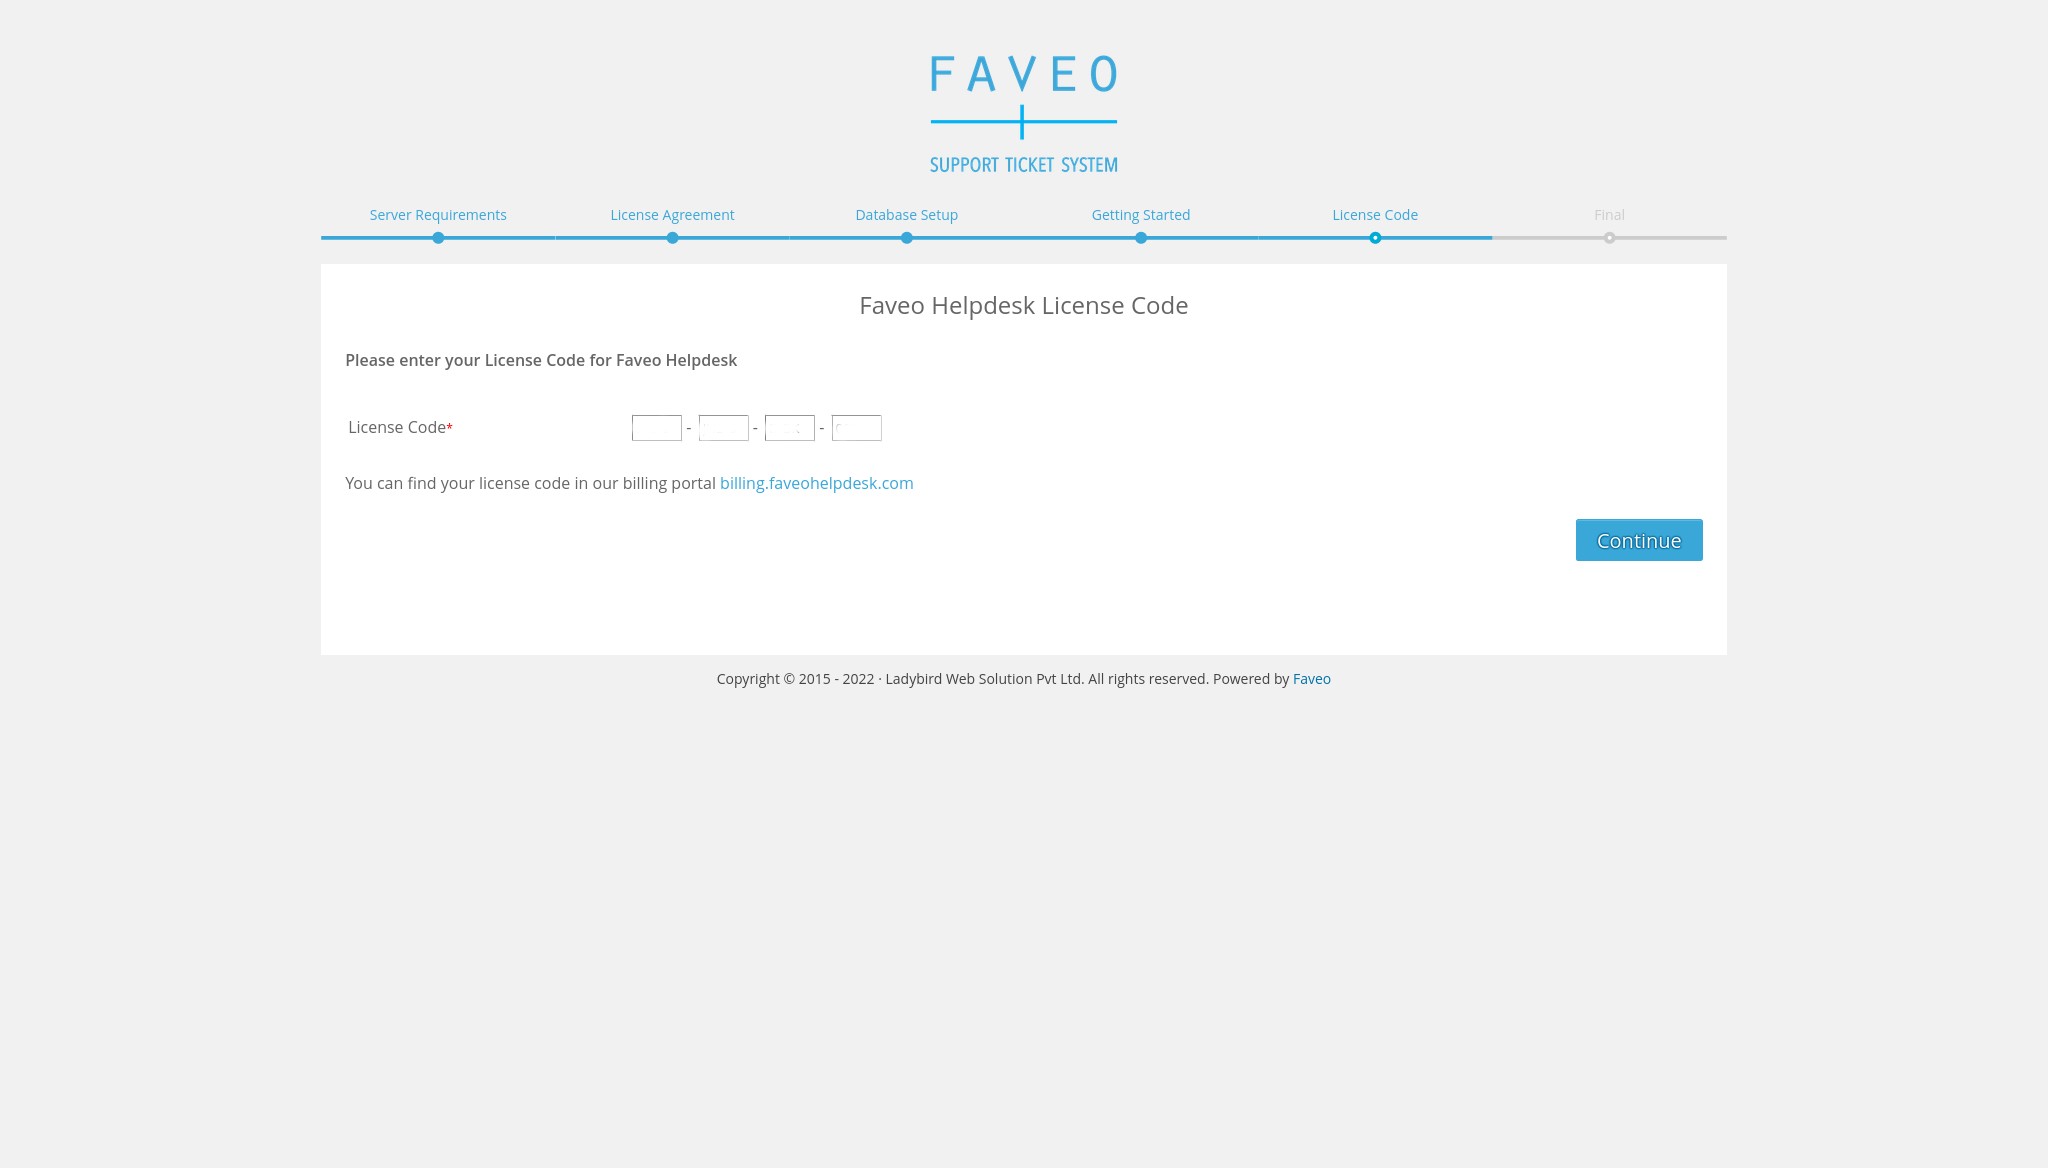 FAVEO
SUPPORT TICKET SYSTEM
Server Requirements License Agreement Database Setup Getting Started License Code Final
Faveo Helpdesk License Code
Please enter your License Code for Faveo Helpdesk
License Code* - - -
You can find your license code in our billing portal billing.faveohelpdesk.com
Continue
Copyright © 2015 - 2022 · Ladybird Web Solution Pvt Ltd. All rights reserved. Powered by Faveo